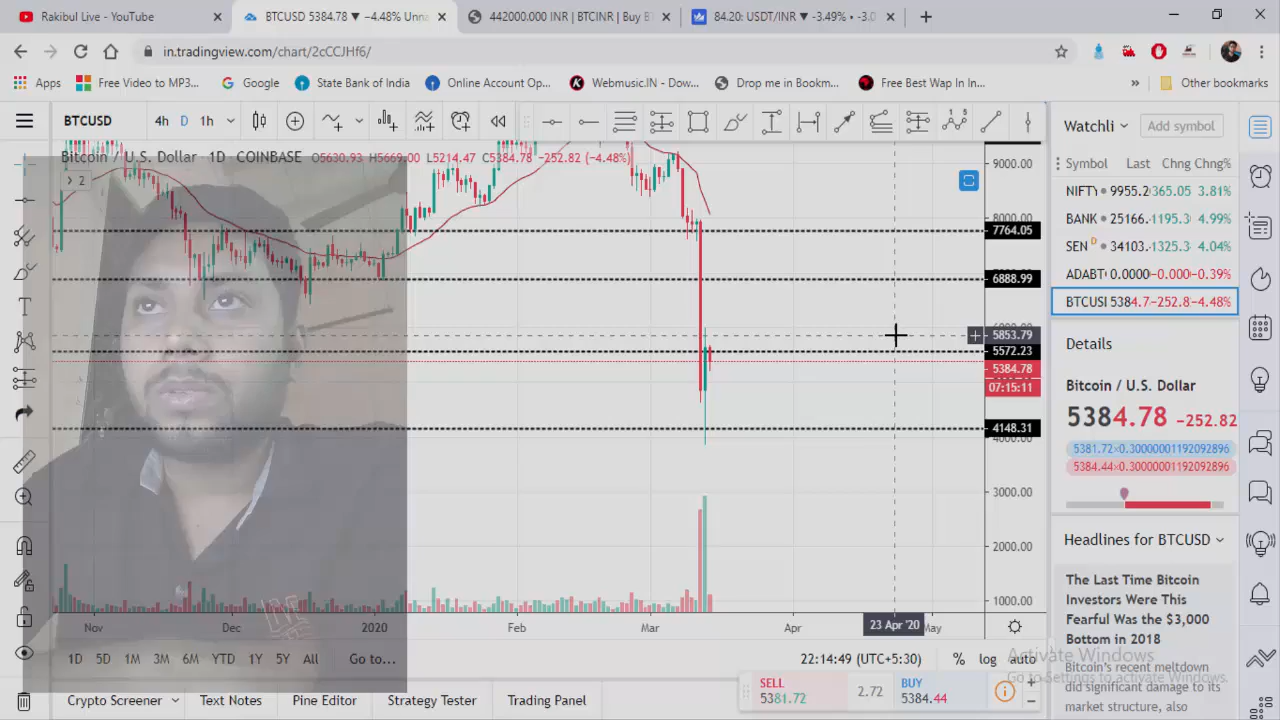 Rakibul Live - YouTube
BTCUSD 5384.78 ▼ −4.48% Unna
442000.000 INR | BTCINR | Buy BT
84.20: USDT/INR ▼ -3.49% • -3.0
in.tradingview.com/chart/2cCCJHf6/
Apps
Free Video to MP3...
Google
State Bank of India
Online Account Op...
Webmusic.IN - Dow...
Drop me in Bookm...
Free Best Wap In In...
»
Other bookmarks
BTCUSD
4h D 1h
Watchli
Add symbol
Bitcoin / U.S. Dollar · 1D · COINBASE O5630.93 H5669.00 L5214.47 C5384.78 −252.82 (−4.48%)
> 2
Symbol Last Chng Chng%
NIFTY 9955.2 365.05 3.81%
BANK 25166. 1195.3 4.99%
SEN D 34103. 1325.3 4.04%
ADABT 0.0000 −0.000 −0.39%
BTCUSI 5384.7 −252.8 −4.48%
9000.00
8000.00
7764.05
6888.99
5853.79
5572.23
5384.78
07:15:11
4148.31
4000.00
3000.00
2000.00
1000.00
Details
Bitcoin / U.S. Dollar
5384.78 −252.82
5381.72×0.30000001192092896
5384.44×0.30000001192092896
Headlines for BTCUSD
The Last Time Bitcoin
Investors Were This
Fearful Was the $3,000
Bottom in 2018
Bitcoin's recent meltdown
did significant damage to its
market structure, also
Nov Dec 2020 Feb Mar Apr 23 Apr '20 May
1D 5D 1M 3M 6M YTD 1Y 5Y All Go to...
22:14:49 (UTC+5:30) % log auto
Activate Windows
Go to Settings to activate Windows.
SELL
5381.72
2.72
BUY
5384.44
Crypto Screener
Text Notes
Pine Editor
Strategy Tester
Trading Panel